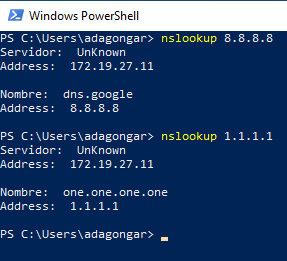 Windows PowerShell
PS C:\Users\adagongar> nslookup 8.8.8.8
Servidor:  UnKnown
Address:  172.19.27.11
Nombre:  dns.google
Address:  8.8.8.8
PS C:\Users\adagongar> nslookup 1.1.1.1
Servidor:  UnKnown
Address:  172.19.27.11
Nombre:  one.one.one.one
Address:  1.1.1.1
PS C:\Users\adagongar> _